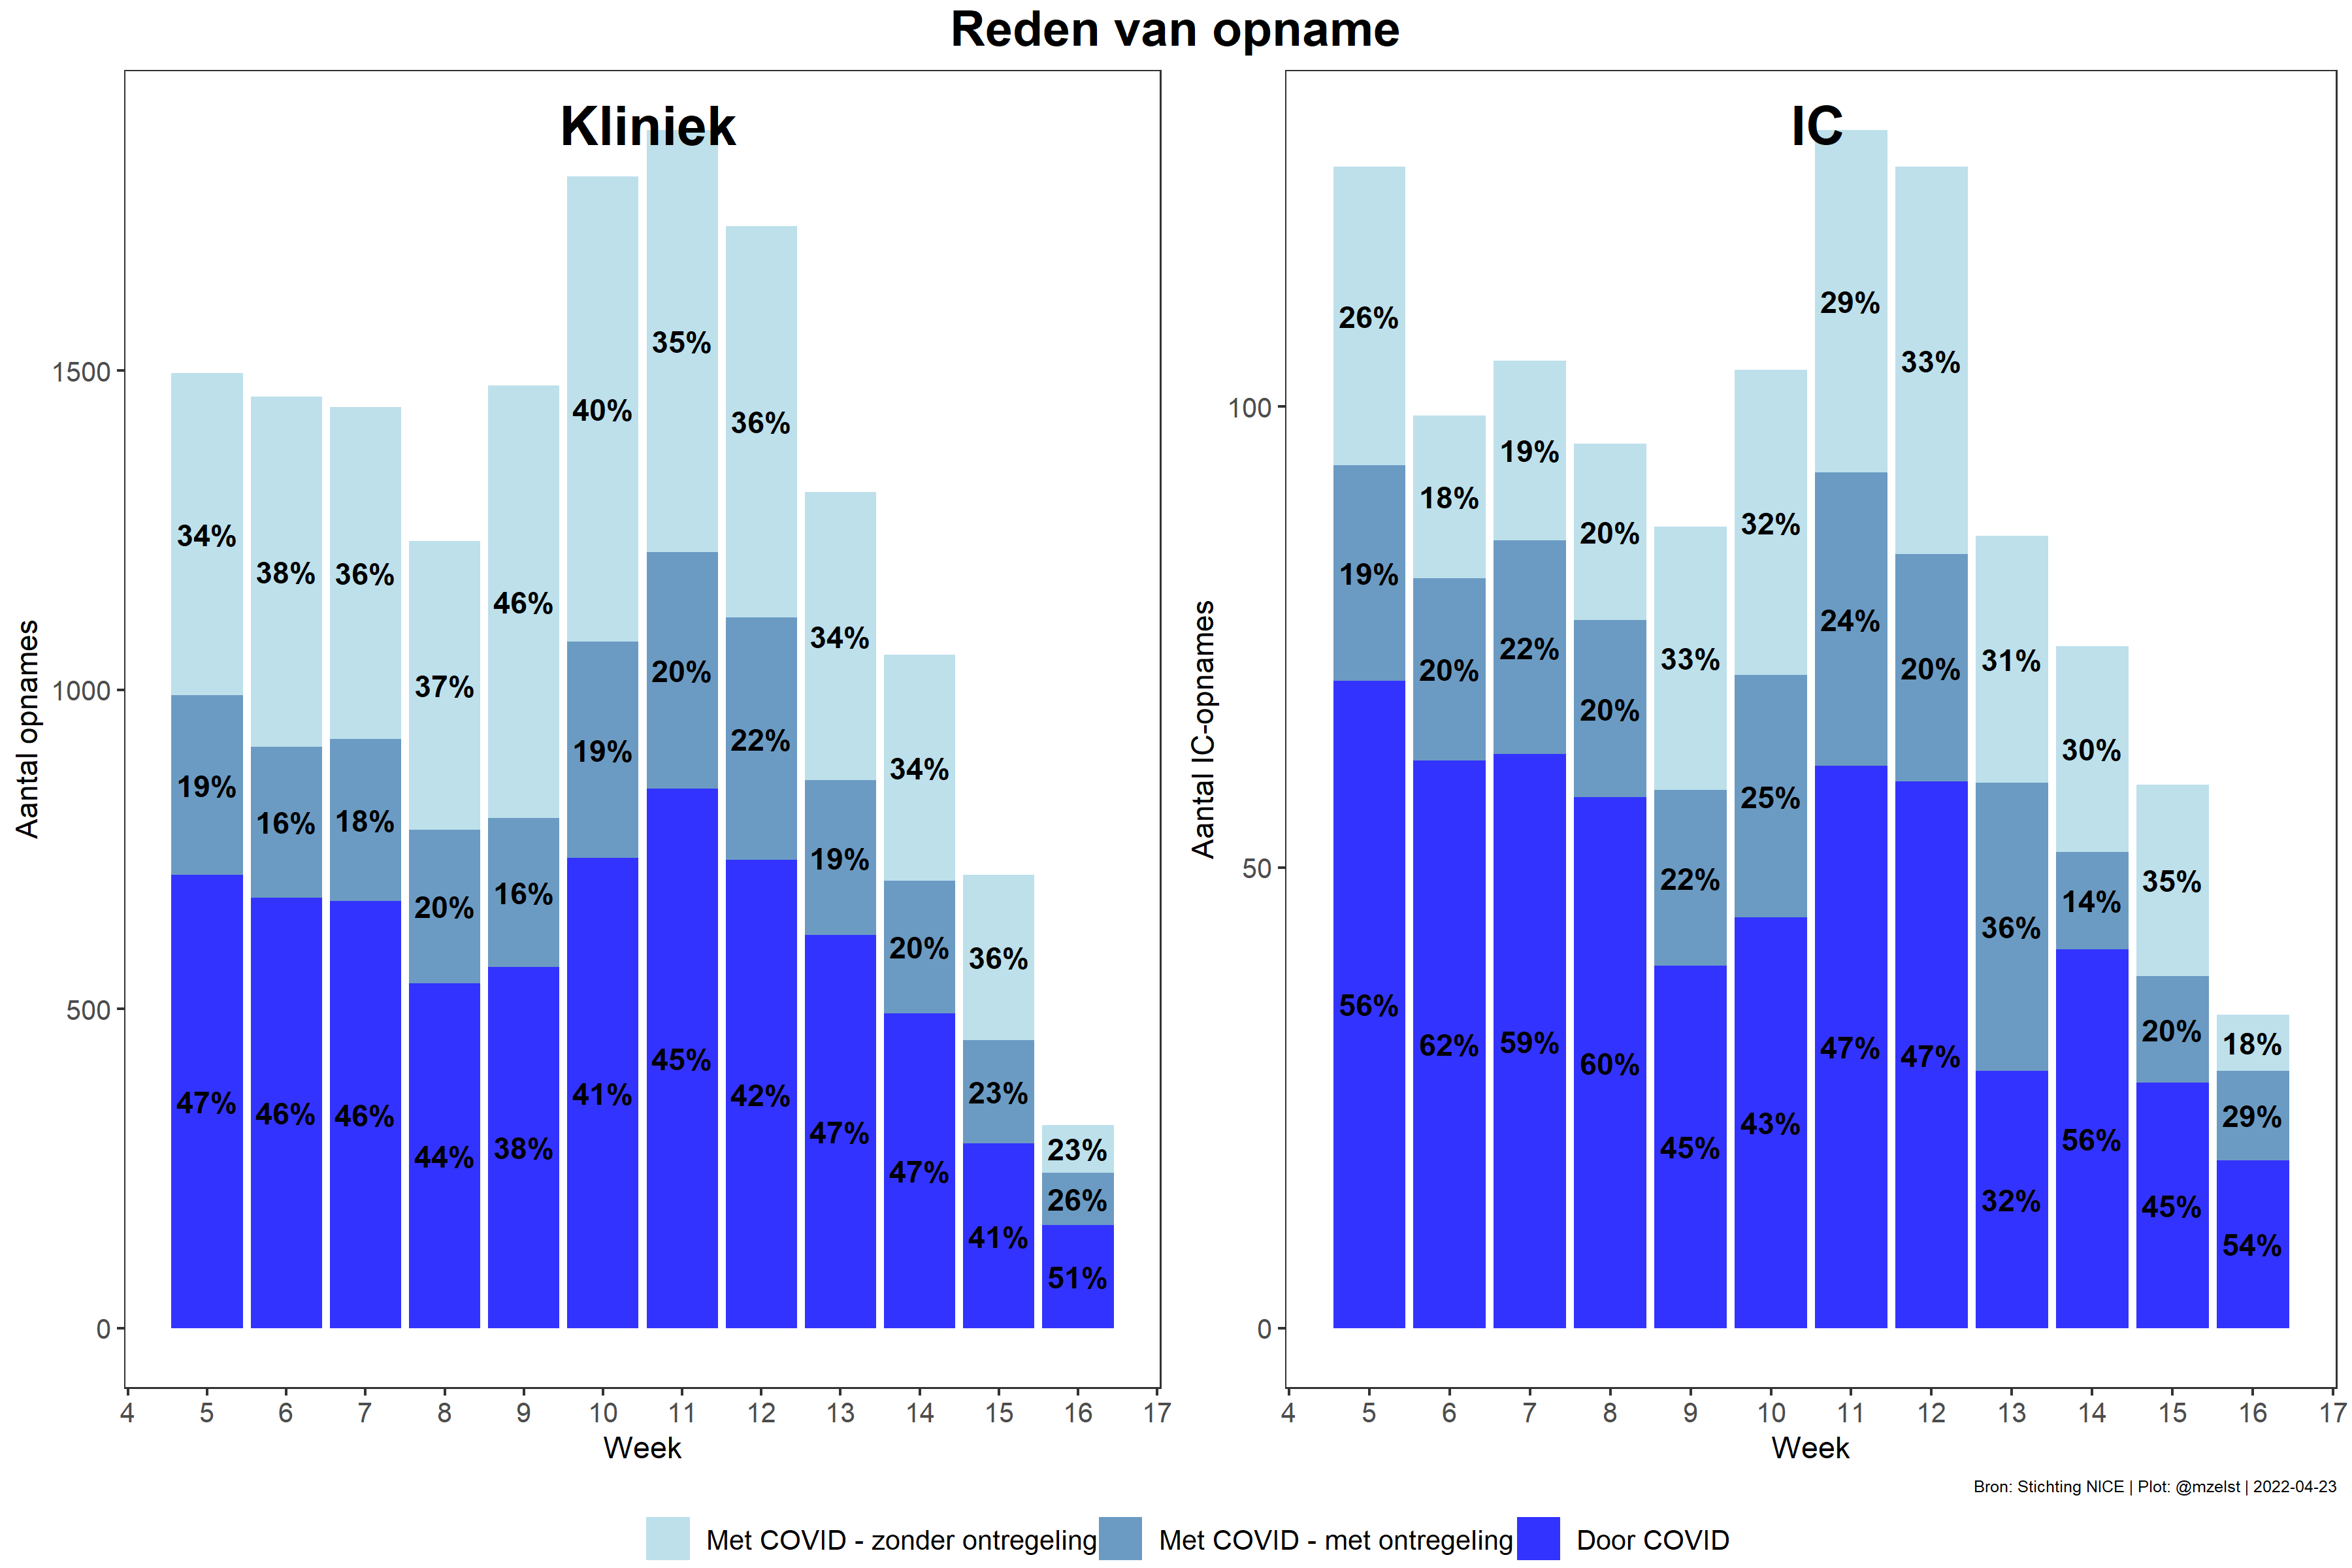 Reden van opname
Kliniek
Aantal opnames
1500
1000
500
0
34% 38% 36% 37% 46% 40% 35% 36% 34% 34% 36% 23%
19% 16% 18% 20% 16% 19% 20% 22% 19% 20% 23% 26%
47% 46% 46% 44% 38% 41% 45% 42% 47% 47% 41% 51%
4 5 6 7 8 9 10 11 12 13 14 15 16 17
Week
IC
Aantal IC-opnames
100
50
0
26% 18% 19% 20% 33% 32% 29% 33% 31% 30% 35% 18%
19% 20% 22% 20% 22% 25% 24% 20% 36% 14% 20% 29%
56% 62% 59% 60% 45% 43% 47% 47% 32% 56% 45% 54%
4 5 6 7 8 9 10 11 12 13 14 15 16 17
Week
Bron: Stichting NICE | Plot: @mzelst | 2022-04-23
Met COVID - zonder ontregeling Met COVID - met ontregeling Door COVID